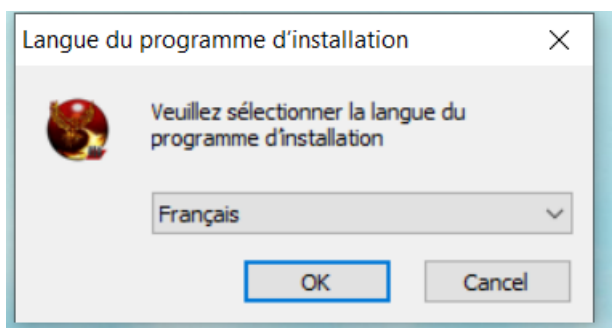 Langue du programme d'installation
Veuillez sélectionner la langue du
programme d'installation
Français
OK
Cancel